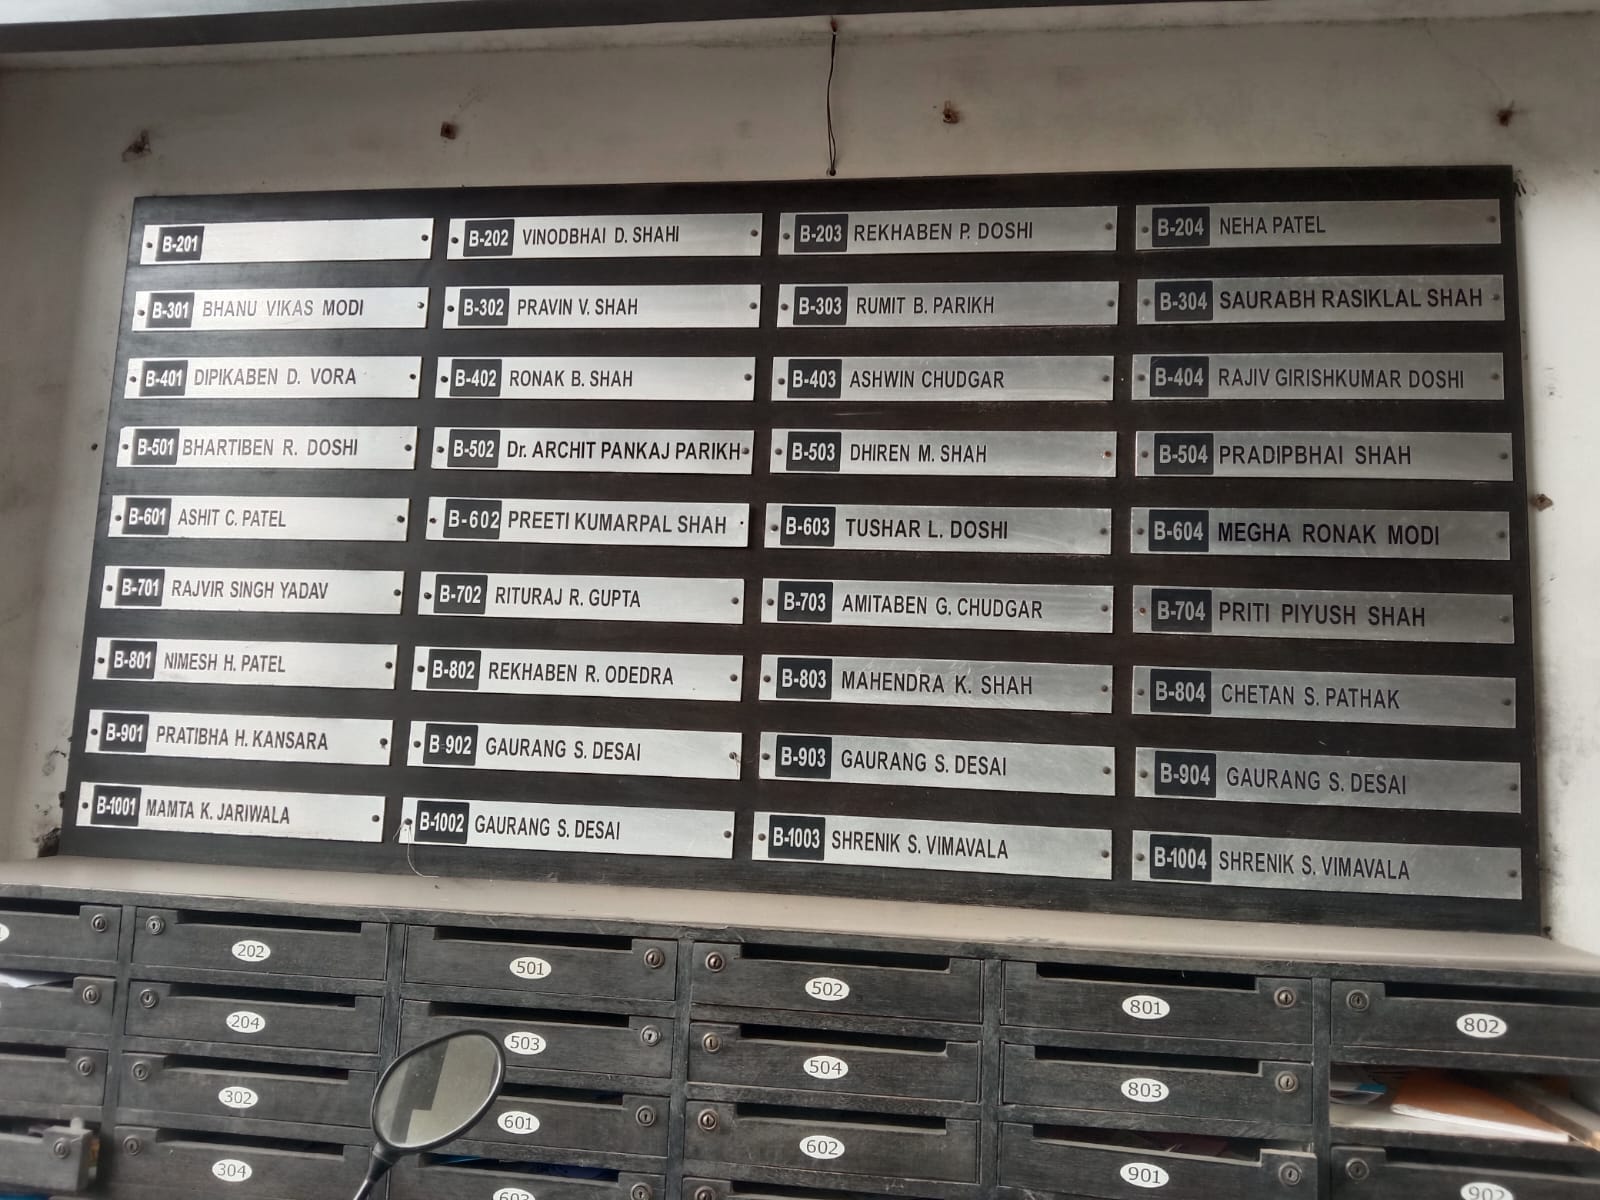 B-201
B-202 VINODBHAI D. SHAHI
B-203 REKHABEN P. DOSHI
B-204 NEHA PATEL
B-301 BHANU VIKAS MODI
B-302 PRAVIN V. SHAH
B-303 RUMIT B. PARIKH
B-304 SAURABH RASIKLAL SHAH
B-401 DIPIKABEN D. VORA
B-402 RONAK B. SHAH
B-403 ASHWIN CHUDGAR
B-404 RAJIV GIRISHKUMAR DOSHI
B-501 BHARTIBEN R. DOSHI
B-502 Dr. ARCHIT PANKAJ PARIKH
B-503 DHIREN M. SHAH
B-504 PRADIPBHAI SHAH
B-601 ASHIT C. PATEL
B-602 PREETI KUMARPAL SHAH
B-603 TUSHAR L. DOSHI
B-604 MEGHA RONAK MODI
B-701 RAJVIR SINGH YADAV
B-702 RITURAJ R. GUPTA
B-703 AMITABEN G. CHUDGAR
B-704 PRITI PIYUSH SHAH
B-801 NIMESH H. PATEL
B-802 REKHABEN R. ODEDRA
B-803 MAHENDRA K. SHAH
B-804 CHETAN S. PATHAK
B-901 PRATIBHA H. KANSARA
B-902 GAURANG S. DESAI
B-903 GAURANG S. DESAI
B-904 GAURANG S. DESAI
B-1001 MAMTA K. JARIWALA
B-1002 GAURANG S. DESAI
B-1003 SHRENIK S. VIMAVALA
B-1004 SHRENIK S. VIMAVALA
202
501
502
801
802
204
503
504
803
302
601
602
901
902
304
603